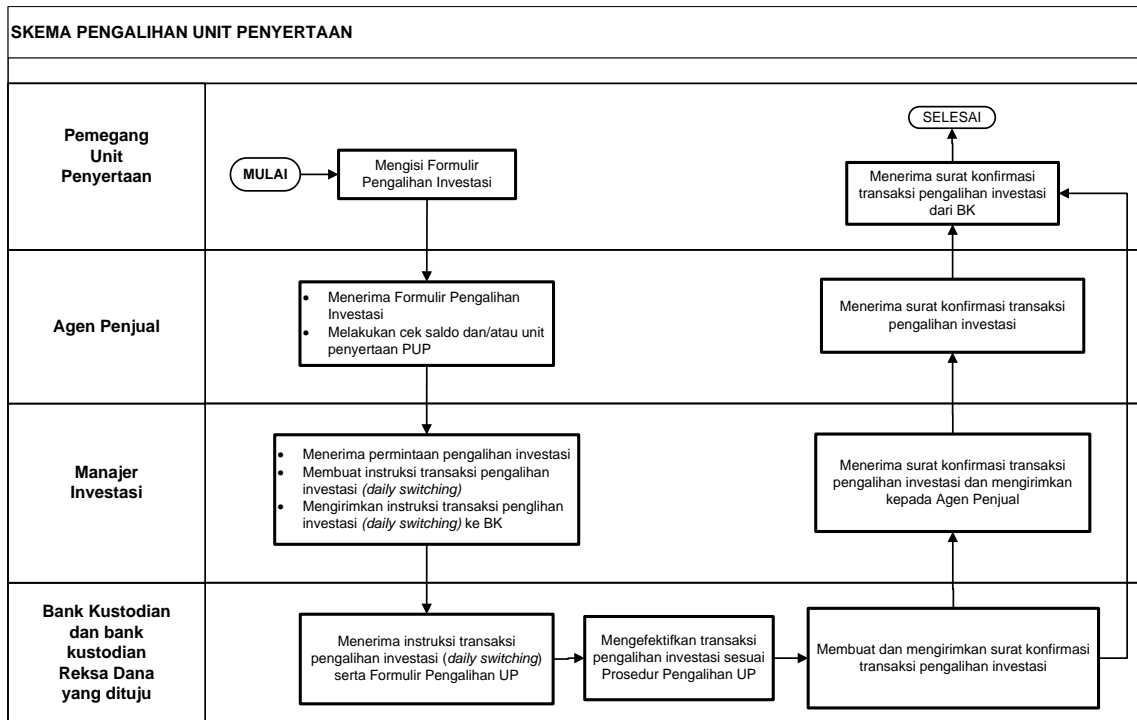 SKEMA PENGALIHAN UNIT PENYERTAAN
Pemegang
Unit
Penyertaan
MULAI
Mengisi Formulir
Pengalihan Investasi
SELESAI
Menerima surat konfirmasi
transaksi pengalihan investasi
dari BK
Agen Penjual
• Menerima Formulir Pengalihan
Investasi
• Melakukan cek saldo dan/atau unit
penyertaan PUP
Menerima surat konfirmasi transaksi
pengalihan investasi
Manajer
Investasi
• Menerima permintaan pengalihan investasi
• Membuat instruksi transaksi pengalihan
investasi (daily switching)
• Mengirimkan instruksi transaksi penglihan
investasi (daily switching) ke BK
Menerima surat konfirmasi transaksi
pengalihan investasi dan mengirimkan
kepada Agen Penjual
Bank Kustodian
dan bank
kustodian
Reksa Dana
yang dituju
Menerima instruksi transaksi
pengalihan investasi (daily switching)
serta Formulir Pengalihan UP
Mengefektifkan transaksi
pengalihan investasi sesuai
Prosedur Pengalihan UP
Membuat dan mengirimkan surat konfirmasi
transaksi pengalihan investasi